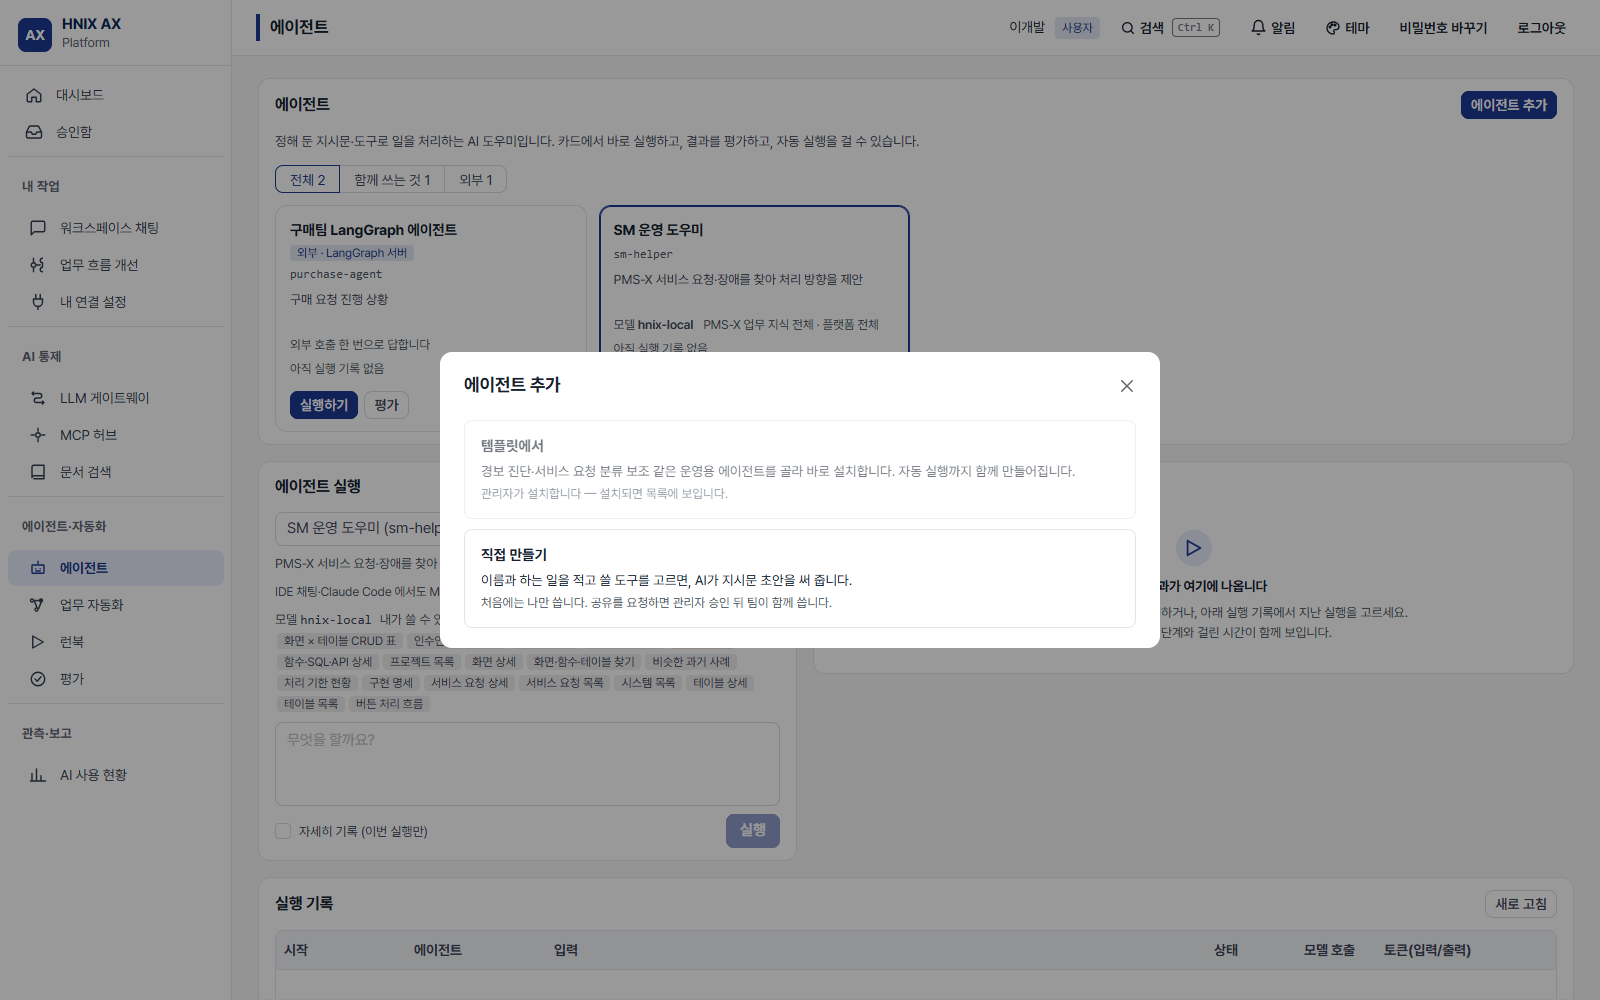 AX
HNIX AX
Platform
대시보드
승인함
내 작업
워크스페이스 채팅
업무 흐름 개선
내 연결 설정
AI 통제
LLM 게이트웨이
MCP 허브
문서 검색
에이전트·자동화
에이전트
업무 자동화
런북
평가
관측·보고
AI 사용 현황
에이전트
이개발 사용자 검색 Ctrl K 알림 테마 비밀번호 바꾸기 로그아웃
에이전트
에이전트 추가
정해 둔 지시문·도구로 일을 처리하는 AI 도우미입니다. 카드에서 바로 실행하고, 결과를 평가하고, 자동 실행을 걸 수 있습니다.
전체 2 함께 쓰는 것 1 외부 1
구매팀 LangGraph 에이전트
외부 · LangGraph 서버
purchase-agent
구매 요청 진행 상황
외부 호출 한 번으로 답합니다
아직 실행 기록 없음
실행하기 평가
SM 운영 도우미
sm-helper
PMS-X 서비스 요청·장애를 찾아 처리 방향을 제안
모델 hnix-local PMS-X 업무 지식 전체 · 플랫폼 전체
아직 실행 기록 없음
에이전트 추가
템플릿에서
경보 진단·서비스 요청 분류 보조 같은 운영용 에이전트를 골라 바로 설치합니다. 자동 실행까지 함께 만들어집니다.
관리자가 설치합니다 — 설치되면 목록에 보입니다.
직접 만들기
이름과 하는 일을 적고 쓸 도구를 고르면, AI가 지시문 초안을 써 줍니다.
처음에는 나만 씁니다. 공유를 요청하면 관리자 승인 뒤 팀이 함께 씁니다.
에이전트 실행
SM 운영 도우미 (sm-help
PMS-X 서비스 요청·장애를 찾아
IDE 채팅·Claude Code 에서도 M
모델 hnix-local 내가 쓸 수 있
화면 × 테이블 CRUD 표 인수인
함수·SQL·API 상세 프로젝트 목록 화면 상세 화면·함수·테이블 찾기 비슷한 과거 사례
처리 기한 현황 구현 명세 서비스 요청 상세 서비스 요청 목록 시스템 목록 테이블 상세
테이블 목록 버튼 처리 흐름
무엇을 할까요?
자세히 기록 (이번 실행만)
실행
과가 여기에 나옵니다
하거나, 아래 실행 기록에서 지난 실행을 고르세요.
단계와 걸린 시간이 함께 보입니다.
실행 기록
새로 고침
시작 에이전트 입력 상태 모델 호출 토큰(입력/출력)